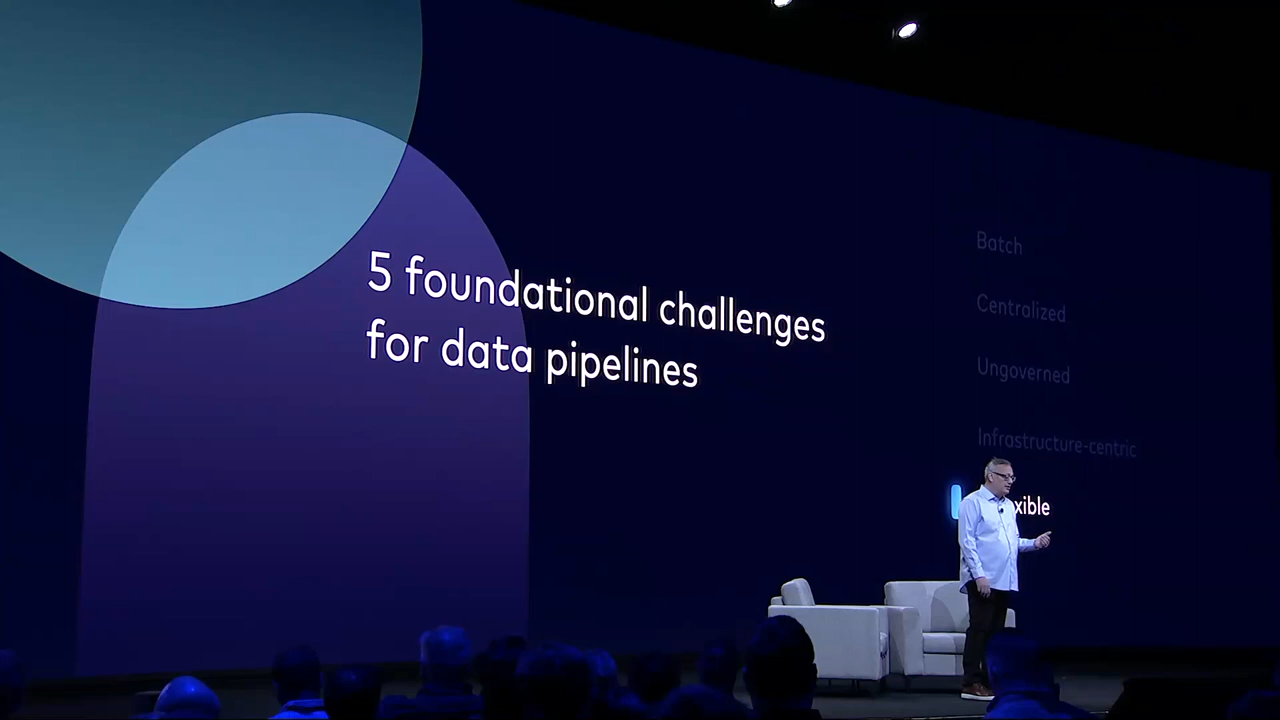 5 foundational challenges
for data pipelines
Batch
Centralized
Ungoverned
Infrastructure-centric
xible